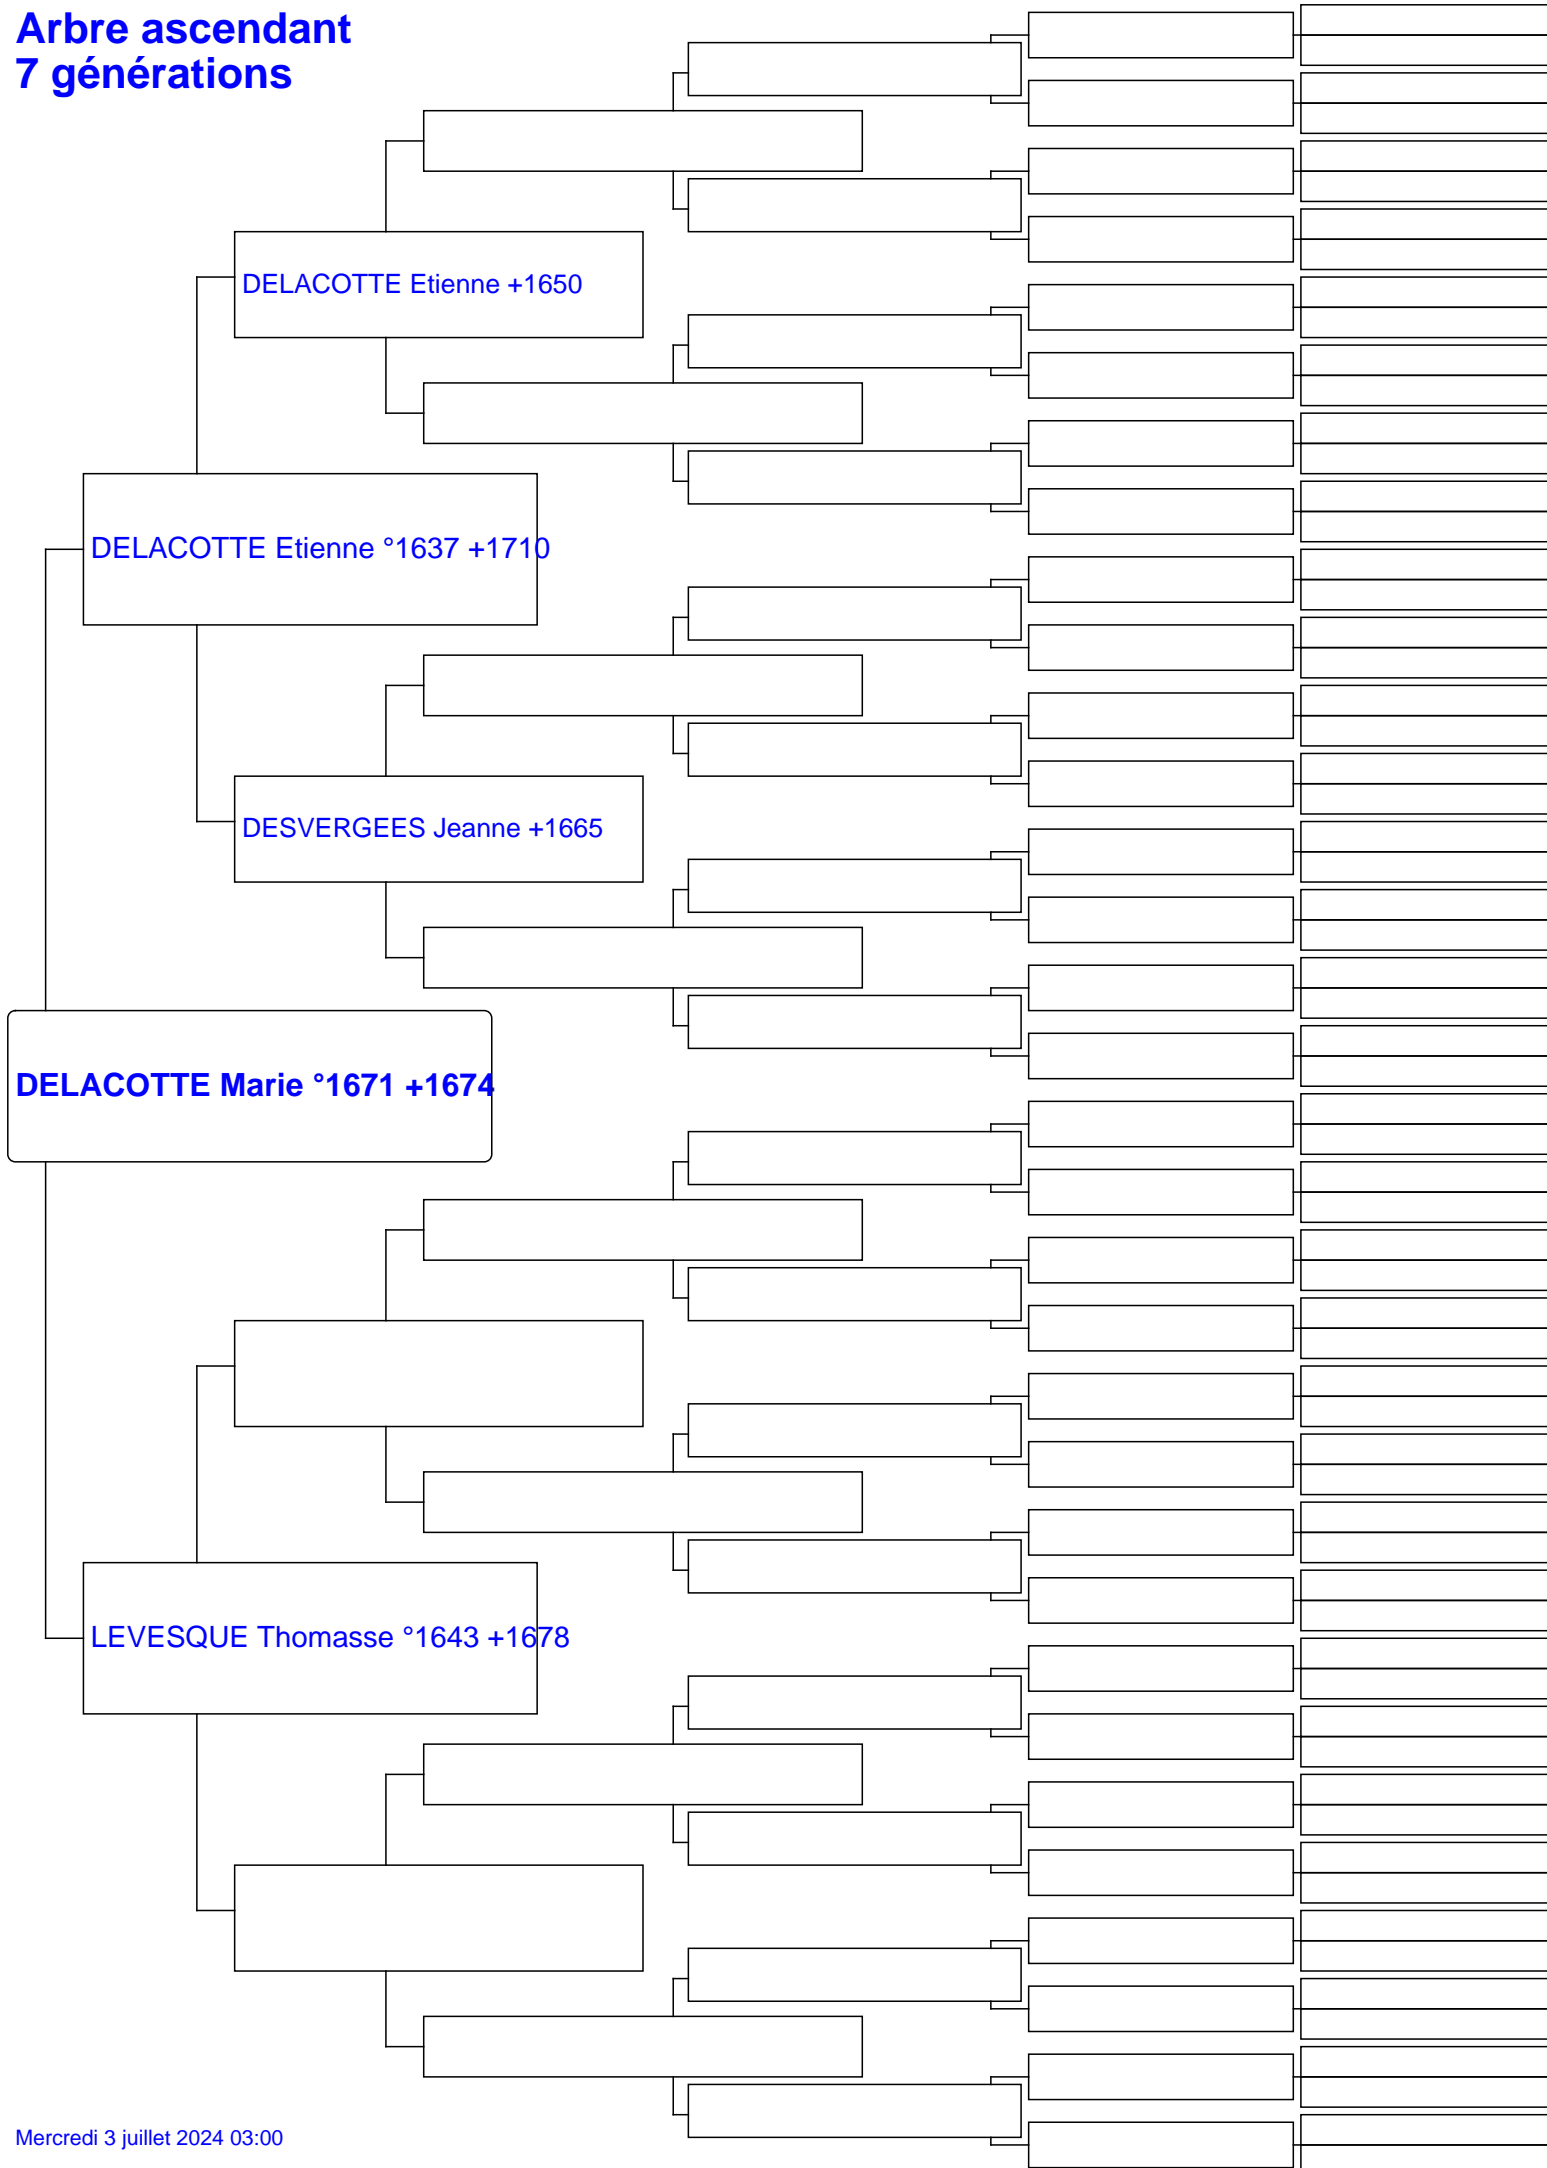 Arbre ascendant
7 générations
DELACOTTE Etienne +1650
DELACOTTE Etienne °1637 +1710
DESVERGEES Jeanne +1665
DELACOTTE Marie °1671 +1674
LEVESQUE Thomasse °1643 +1678
Mercredi 3 juillet 2024 03:00